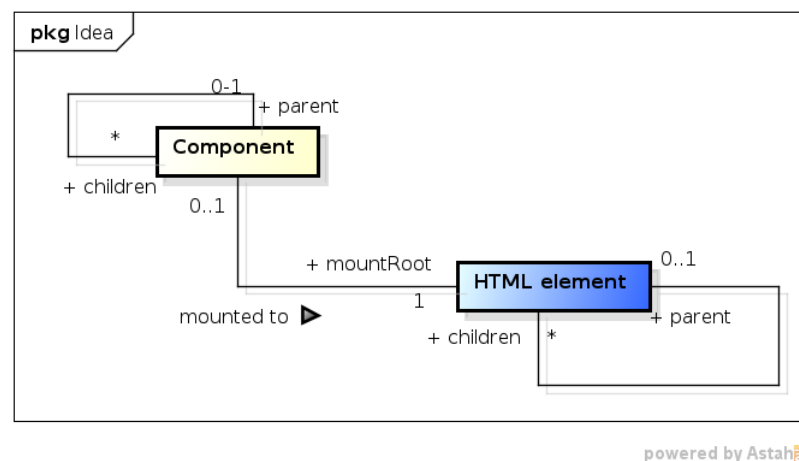 pkg Idea
0-1
+ parent
*
Component
+ children
0..1
0..1
+ mountRoot
HTML element
1
mounted to
+ parent
+ children
*
powered by Astah